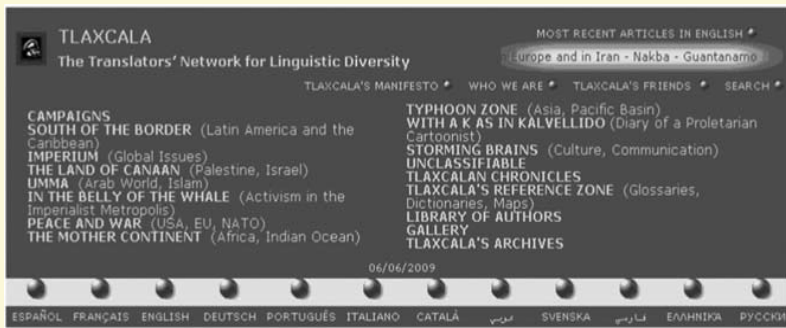 TLAXCALA
The Translators' Network for Linguistic Diversity
MOST RECENT ARTICLES IN ENGLISH
Europe and in Iran - Nakba - Guantanamo
TLAXCALA'S MANIFESTO WHO WE ARE TLAXCALA'S FRIENDS SEARCH
CAMPAIGNS
SOUTH OF THE BORDER (Latin America and the
Caribbean)
IMPERIUM (Global Issues)
THE LAND OF CANAAN (Palestine, Israel)
UMMA (Arab World, Islam)
IN THE BELLY OF THE WHALE (Activism in the
Imperialist Metropolis)
PEACE AND WAR (USA, EU, NATO)
THE MOTHER CONTINENT (Africa, Indian Ocean)
TYPHOON ZONE (Asia, Pacific Basin)
WITH A K AS IN KALVELLIDO (Diary of a Proletarian
Cartoonist)
STORMING BRAINS (Culture, Communication)
UNCLASSIFIABLE
TLAXCALAN CHRONICLES
TLAXCALA'S REFERENCE ZONE (Glossaries,
Dictionaries, Maps)
LIBRARY OF AUTHORS
GALLERY
TLAXCALA'S ARCHIVES
06/06/2009
ESPAÑOL FRANÇAIS ENGLISH DEUTSCH PORTUGUÊS ITALIANO CATALÀ عربي SVENSKA فارسی ΕΛΛΗΝΙΚΑ РУССКИ